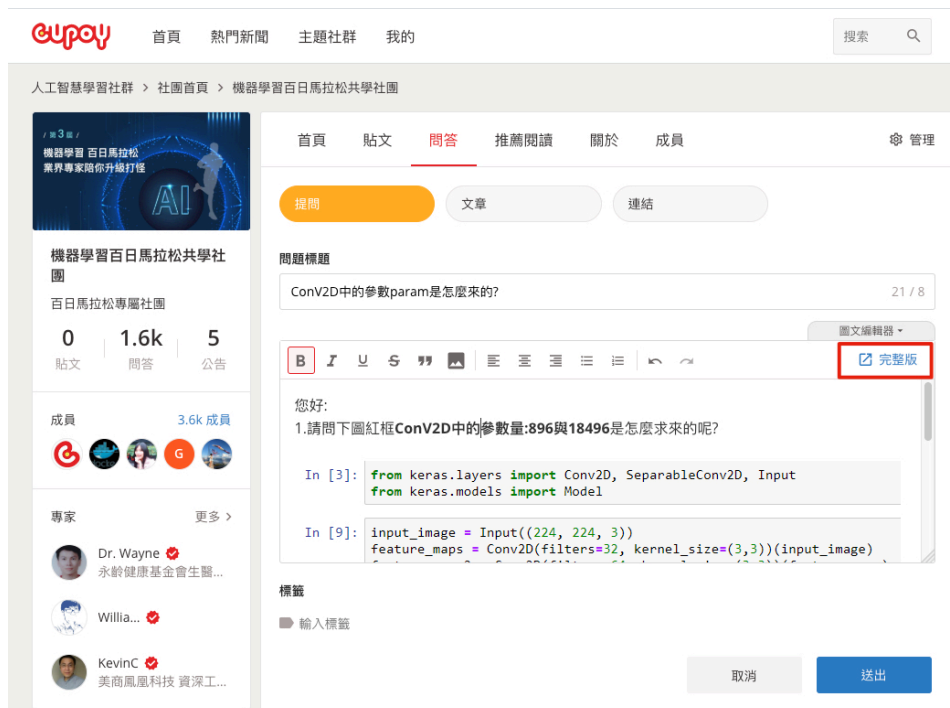 cupoy
首頁 熱門新聞 主題社群 我的
搜索
人工智慧學習社群 > 社團首頁 > 機器學習百日馬拉松共學社團
/ 第3屆 /
機器學習 百日馬拉松
業界專家陪你升級打怪
AI
機器學習百日馬拉松共學社
團
百日馬拉松專屬社團
0 1.6k 5
貼文 問答 公告
成員 3.6k 成員
G
專家 更多 >
Dr. Wayne
永齡健康基金會生醫...
Willia...
KevinC
美商鳳凰科技 資深工...
首頁 貼文 問答 推薦閱讀 關於 成員 管理
提問 文章 連結
問題標題
ConV2D中的參數param是怎麼來的? 21 / 8
圖文編輯器
B I U S 完整版
您好:
1.請問下圖紅框ConV2D中的參數量:896與18496是怎麼求來的呢?
In [3]: from keras.layers import Conv2D, SeparableConv2D, Input
from keras.models import Model
In [9]: input_image = Input((224, 224, 3))
feature_maps = Conv2D(filters=32, kernel_size=(3,3))(input_image)
標籤
輸入標籤
取消 送出